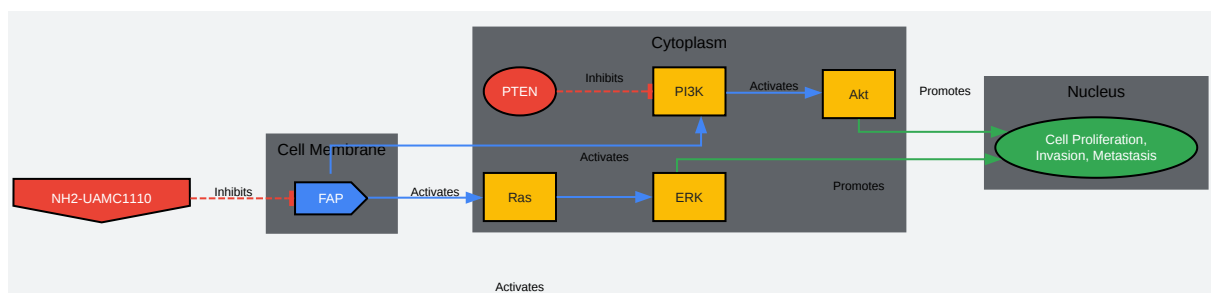 Cytoplasm
PTEN
Inhibits
PI3K
Activates
Akt
Promotes
Nucleus
Cell Proliferation,
Invasion, Metastasis
Cell Membrane
Activates
NH2-UAMC1110
Inhibits
FAP
Activates
Ras
ERK
Promotes
Activates